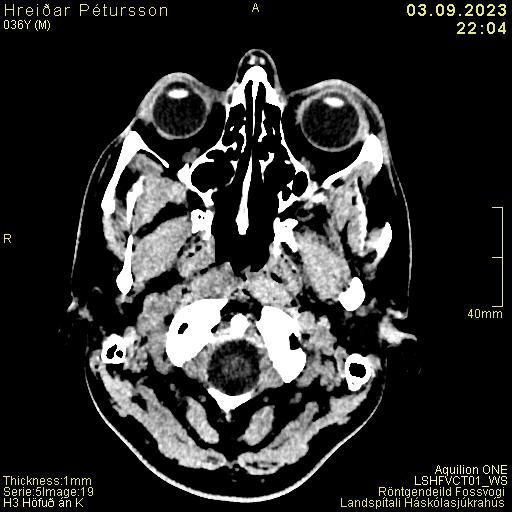 Hreiðar Pétursson
036Y (M)
A
03.09.2023
22:04
R
40mm
Thickness:1mm
Serie:5Image:19
H3 Höfuð án K
Aquilion ONE
LSHFVCT01_WS
Röntgendeild Fossvogi
Landspítali Háskólasjúkrahús